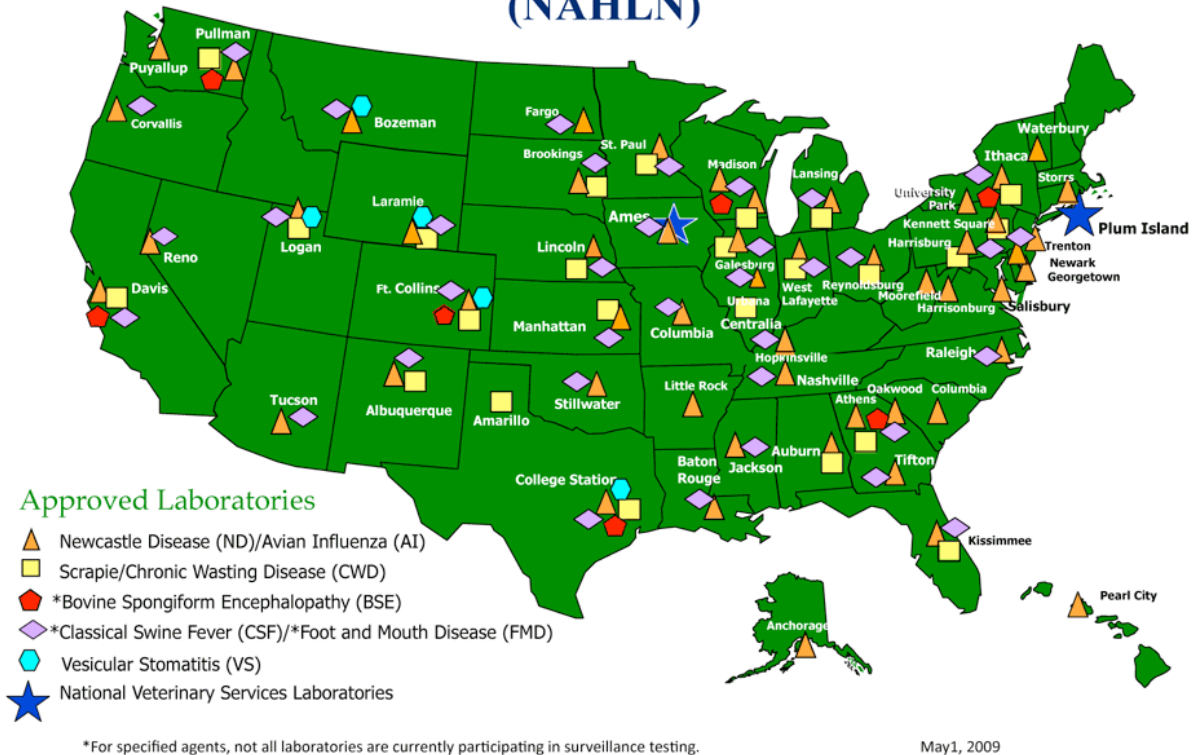 (NAHLN)
Pullman
Puyallup
Corvallis
Bozeman
Fargo
Brookings
St. Paul
Madison
Lansing
Waterbury
Ithaca
Storrs
University
Park
Kennett Square
Harrisburg
Plum Island
Trenton
Newark
Georgetown
Salisbury
Laramie
Logan
Reno
Davis
Ames
Lincoln
Galesburg
Urbana
West
Lafayette
Reynoldsburg
Moorefield
Harrisonburg
Ft. Collins
Manhattan
Columbia
Centralia
Hopkinsville
Nashville
Raleigh
Tucson
Albuquerque
Amarillo
Stillwater
Little Rock
Oakwood
Columbia
Athens
Auburn
Jackson
Baton
Rouge
Tifton
College Station
Kissimmee
Pearl City
Anchorage
Approved Laboratories
Newcastle Disease (ND)/Avian Influenza (AI)
Scrapie/Chronic Wasting Disease (CWD)
*Bovine Spongiform Encephalopathy (BSE)
*Classical Swine Fever (CSF)/*Foot and Mouth Disease (FMD)
Vesicular Stomatitis (VS)
National Veterinary Services Laboratories
*For specified agents, not all laboratories are currently participating in surveillance testing.
May1, 2009